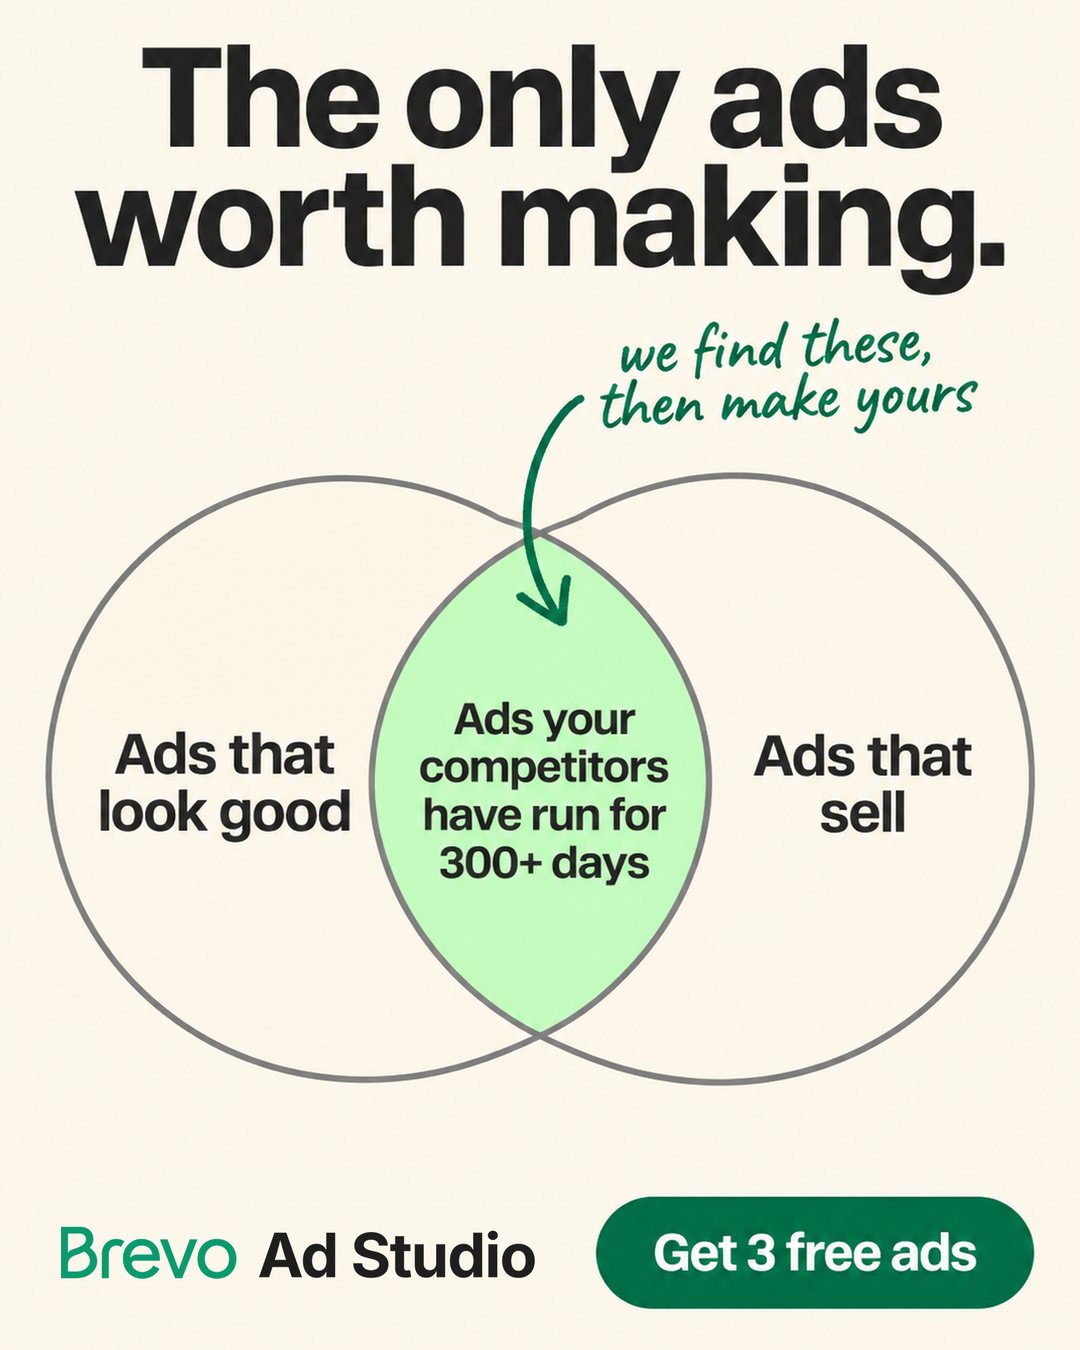 The only ads
worth making.
we find these,
then make yours
Ads that
look good
Ads your
competitors
have run for
300+ days
Ads that
sell
Brevo Ad Studio
Get 3 free ads